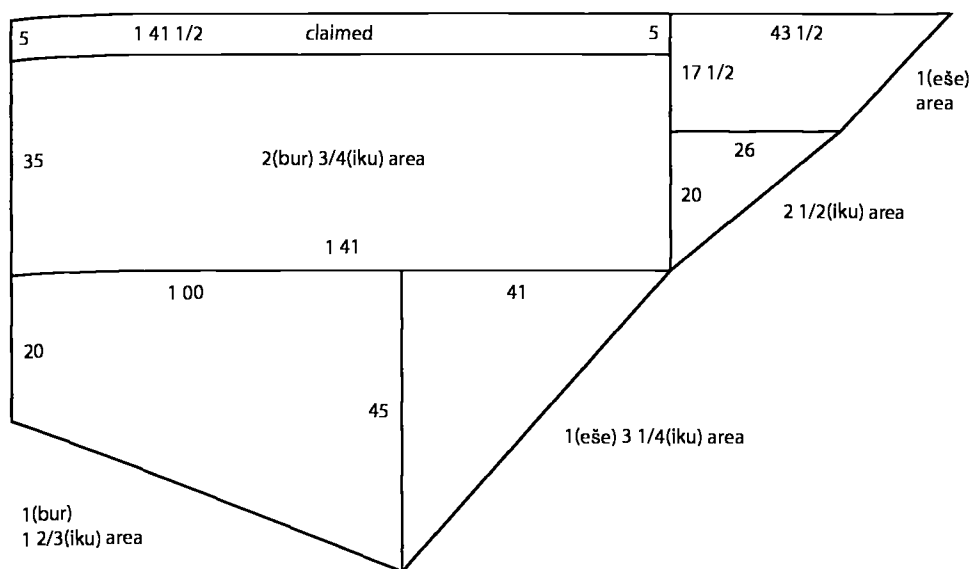 5 1 41 1/2 claimed 5 43 1/2
17 1/2
1(eše)
area
35 2(bur) 3/4(iku) area
26
20
2 1/2(iku) area
1 41
1 00 41
20
45
1(eše) 3 1/4(iku) area
1(bur)
1 2/3(iku) area